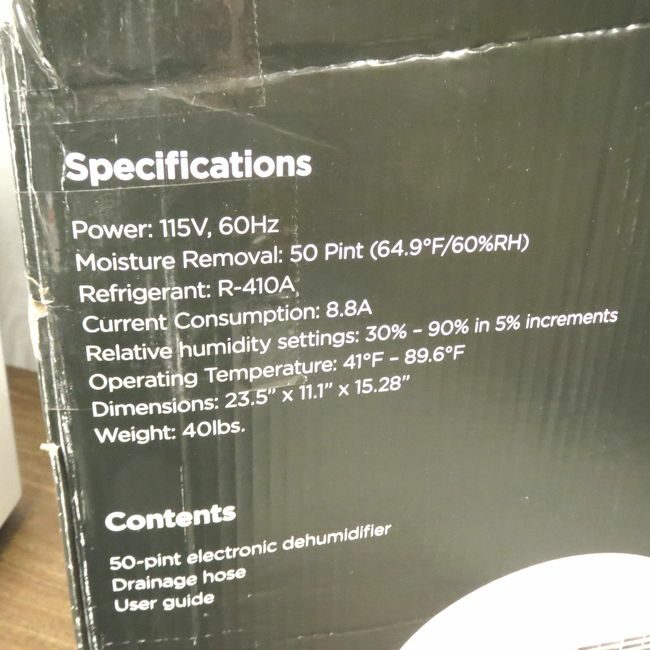 Specifications
Power: 115V, 60Hz
Moisture Removal: 50 Pint (64.9°F/60%RH)
Refrigerant: R-410A
Current Consumption: 8.8A
Relative humidity settings: 30% - 90% in 5% increments
Operating Temperature: 41°F - 89.6°F
Dimensions: 23.5” x 11.1” x 15.28”
Weight: 40lbs.
Contents
50-pint electronic dehumidifier
Drainage hose
User guide